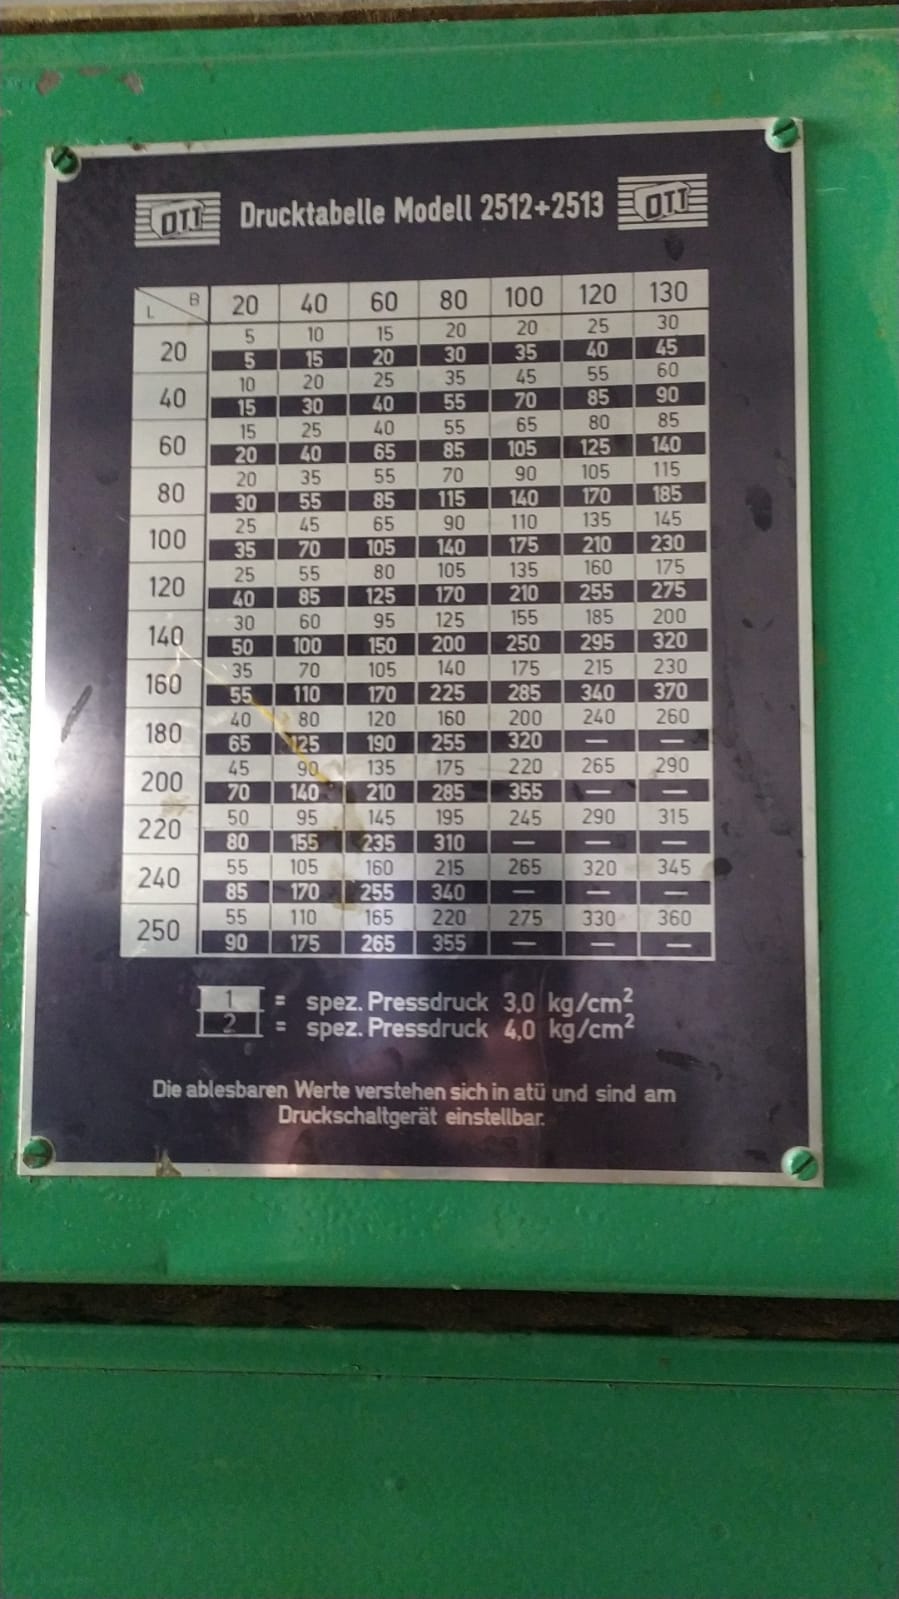 OTT Drucktabelle Modell 2512+2513 OTT
L B 20 40 60 80 100 120 130
20 5 10 15 20 20 25 30
5 15 20 30 35 40 45
40 10 20 25 35 45 55 60
15 30 40 55 70 85 90
60 15 25 40 55 65 80 85
20 40 65 85 105 125 140
80 20 35 55 70 90 105 115
30 55 85 115 140 170 185
100 25 45 65 90 110 135 145
35 70 105 140 175 210 230
120 25 55 80 105 135 160 175
40 85 125 170 210 255 275
140 30 60 95 125 155 185 200
50 100 150 200 250 295 320
160 35 70 105 140 175 215 230
55 110 170 225 285 340 370
180 40 80 120 160 200 240 260
65 125 190 255 320 — —
200 45 90 135 175 220 265 290
70 140 210 285 355 — —
220 50 95 145 195 245 290 315
80 155 235 310 — — —
240 55 105 160 215 265 320 345
85 170 255 340 — — —
250 55 110 165 220 275 330 360
90 175 265 355 — — —
1 = spez. Pressdruck 3,0 kg/cm²
2 = spez. Pressdruck 4,0 kg/cm²
Die ablesbaren Werte verstehen sich in atü und sind am
Druckschaltgerät einstellbar.